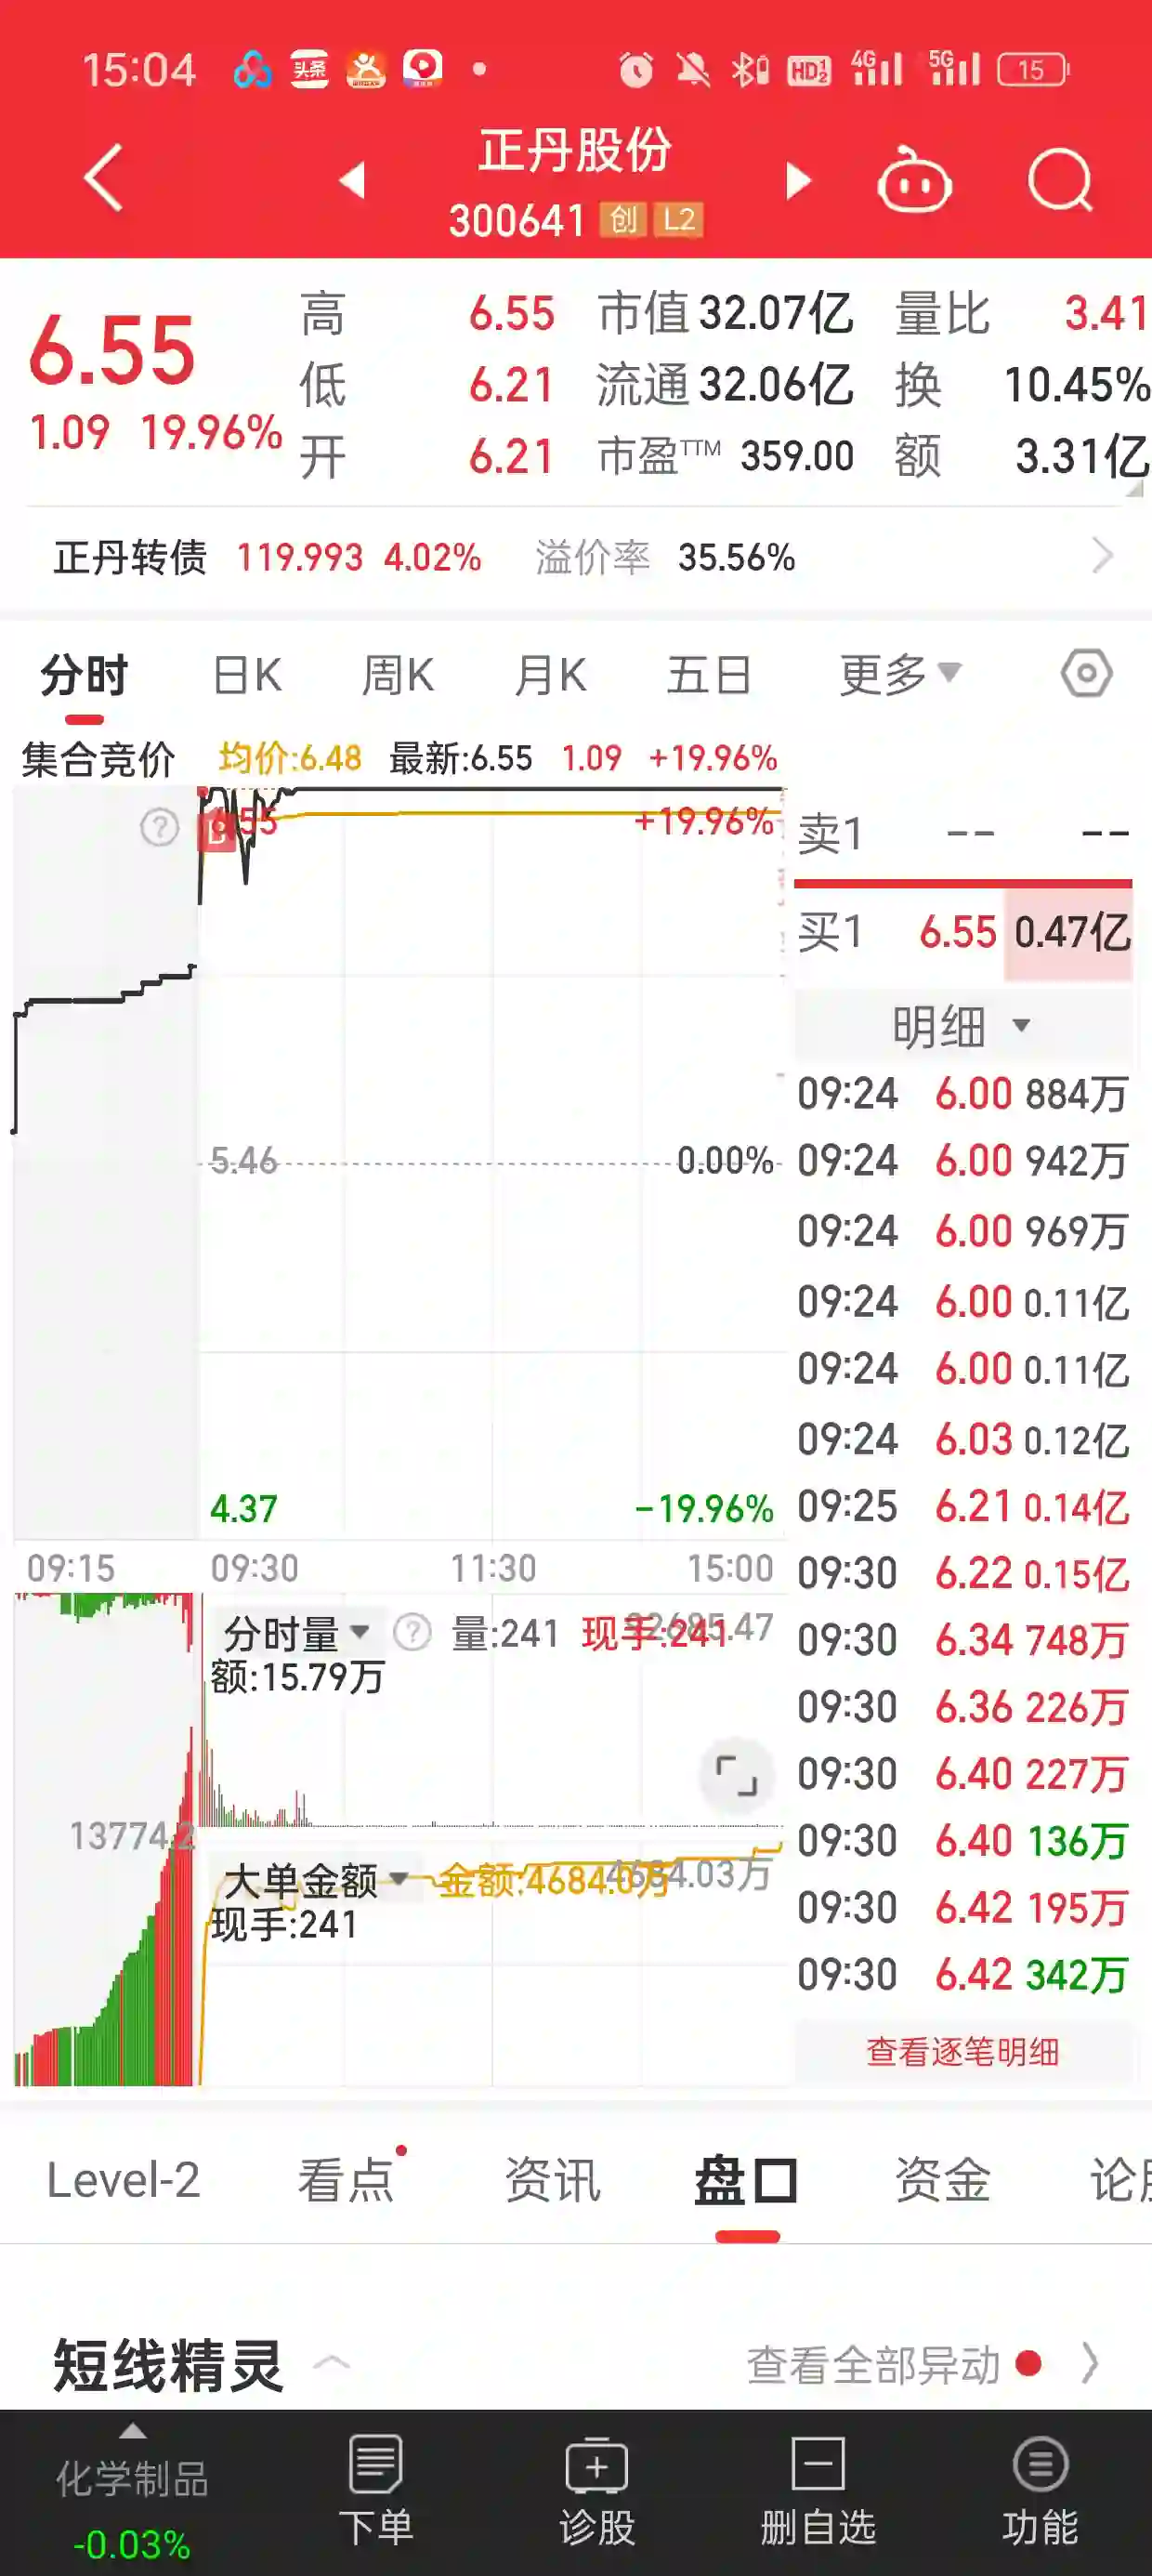 15:04 头条 HD 1 2 4G 5G 15
正丹股份
300641 创 L2
6.55
1.09 19.96%
高 6.55 市值 32.07亿 量比 3.41
低 6.21 流通 32.06亿 换 10.45%
开 6.21 市盈TTM 359.00 额 3.31亿
正丹转债 119.993 4.02% 溢价率 35.56%
分时 日K 周K 月K 五日 更多
集合竞价 均价:6.48 最新:6.55 1.09 +19.96%
6.55 +19.96%
B
5.46 0.00%
4.37 -19.96%
09:15 09:30 11:30 15:00
卖1 -- --
买1 6.55 0.47亿
明细
09:24 6.00 884万
09:24 6.00 942万
09:24 6.00 969万
09:24 6.00 0.11亿
09:24 6.00 0.11亿
09:24 6.03 0.12亿
09:25 6.21 0.14亿
09:30 6.22 0.15亿
09:30 6.34 748万
09:30 6.36 226万
09:30 6.40 227万
09:30 6.40 136万
09:30 6.42 195万
09:30 6.42 342万
查看逐笔明细
分时量 ? 量:241 现手:241
额:15.79万
13774.2
大单金额 金额:4684.0万 4684.03万
现手:241
Level-2 看点 资讯 盘口 资金
短线精灵 查看全部异动
化学制品 下单 诊股 删自选 功能
-0.03%